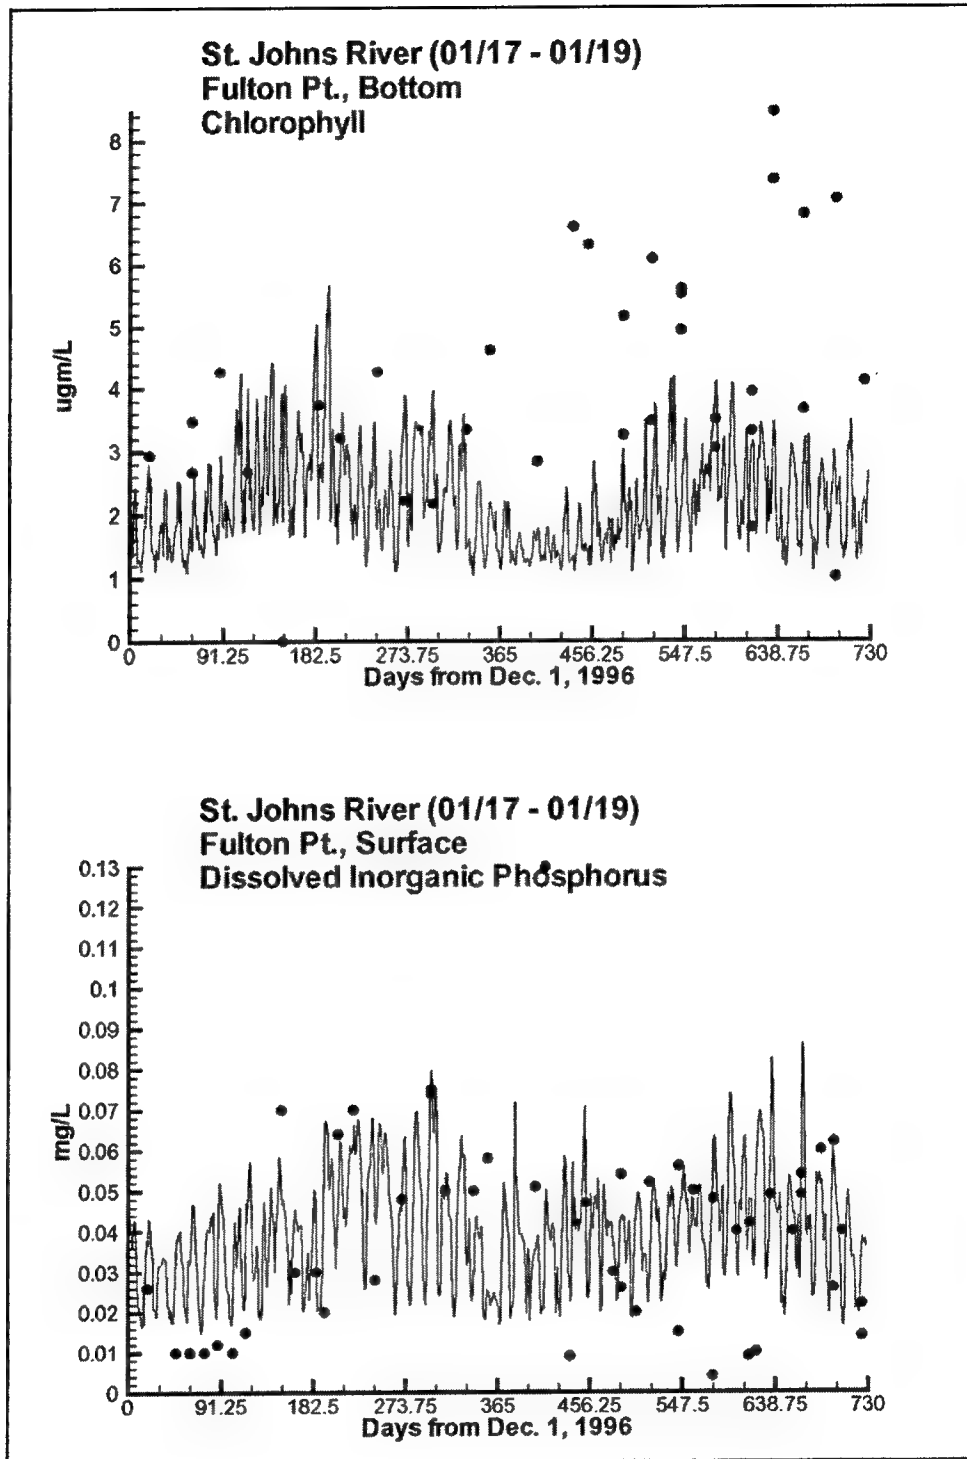 St. Johns River (01/17 - 01/19)
Fulton Pt., Bottom
Chlorophyll
8
7
6
5
4
3
2
1
0
ugm/L
0 91.25 182.5 273.75 365 456.25 547.5 638.75 730
Days from Dec. 1, 1996
St. Johns River (01/17 - 01/19)
Fulton Pt., Surface
Dissolved Inorganic Phosphorus
0.13
0.12
0.11
0.1
0.09
0.08
0.07
0.06
0.05
0.04
0.03
0.02
0.01
0
mg/L
0 91.25 182.5 273.75 365 456.25 547.5 638.75 730
Days from Dec. 1, 1996